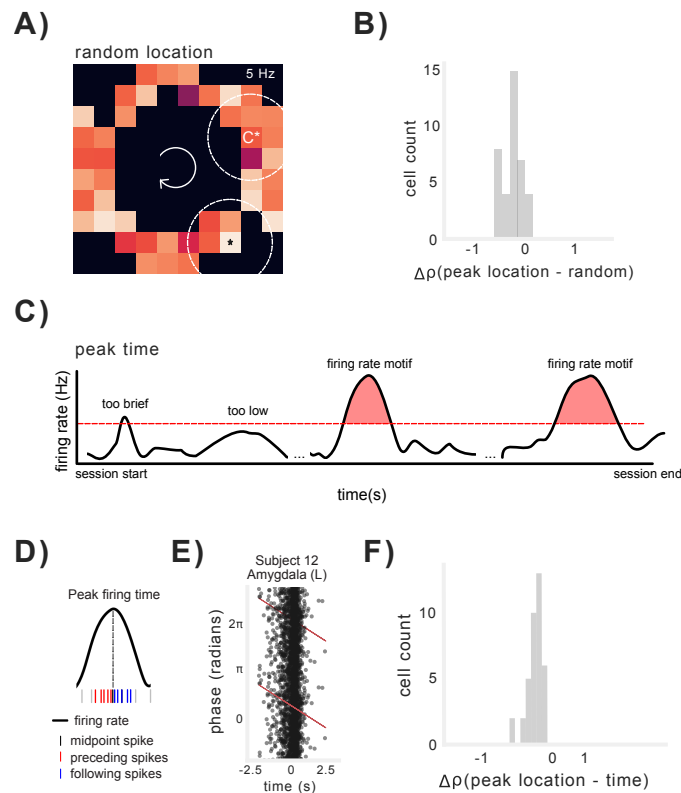 A)
random location
5 Hz
C*
*
B)
cell count
15
10
5
0
-1 0 1
Δρ(peak location - random)
C)
peak time
firing rate (Hz)
too brief
too low
firing rate motif
firing rate motif
...
...
session start
session end
time(s)
D)
Peak firing time
firing rate
midpoint spike
preceding spikes
following spikes
E)
Subject 12
Amygdala (L)
phase (radians)
2π
π
0
-2.5 0 2.5
time (s)
F)
cell count
10
5
0
-1 0 1
Δρ(peak location - time)